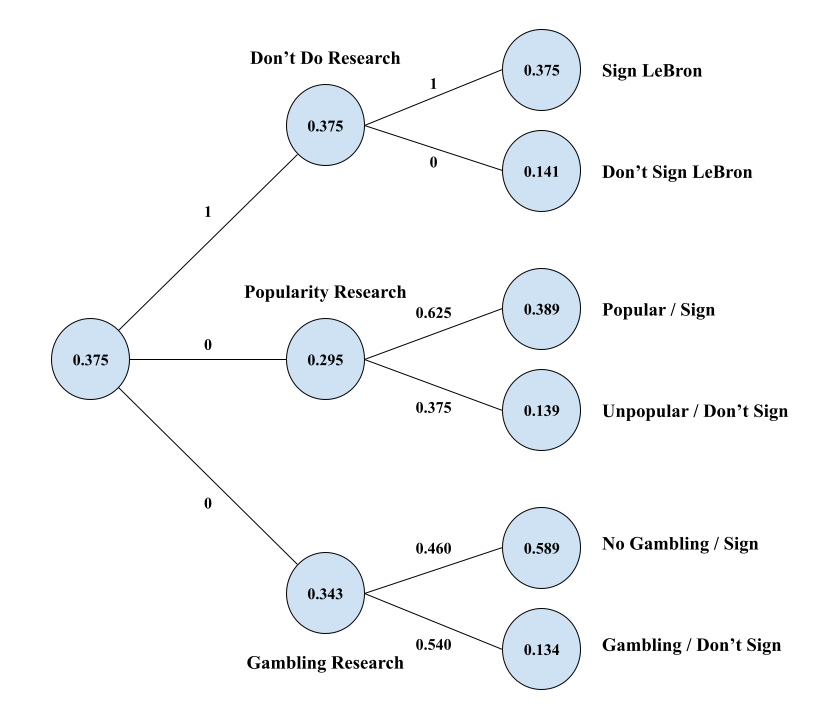 Don't Do Research
0.375
1
0.375
Sign LeBron
0
0.141
Don't Sign LeBron
1
0.375
0
Popularity Research
0.295
0.625
0.389
Popular / Sign
0.375
0.139
Unpopular / Don't Sign
0
0.343
Gambling Research
0.460
0.589
No Gambling / Sign
0.540
0.134
Gambling / Don't Sign